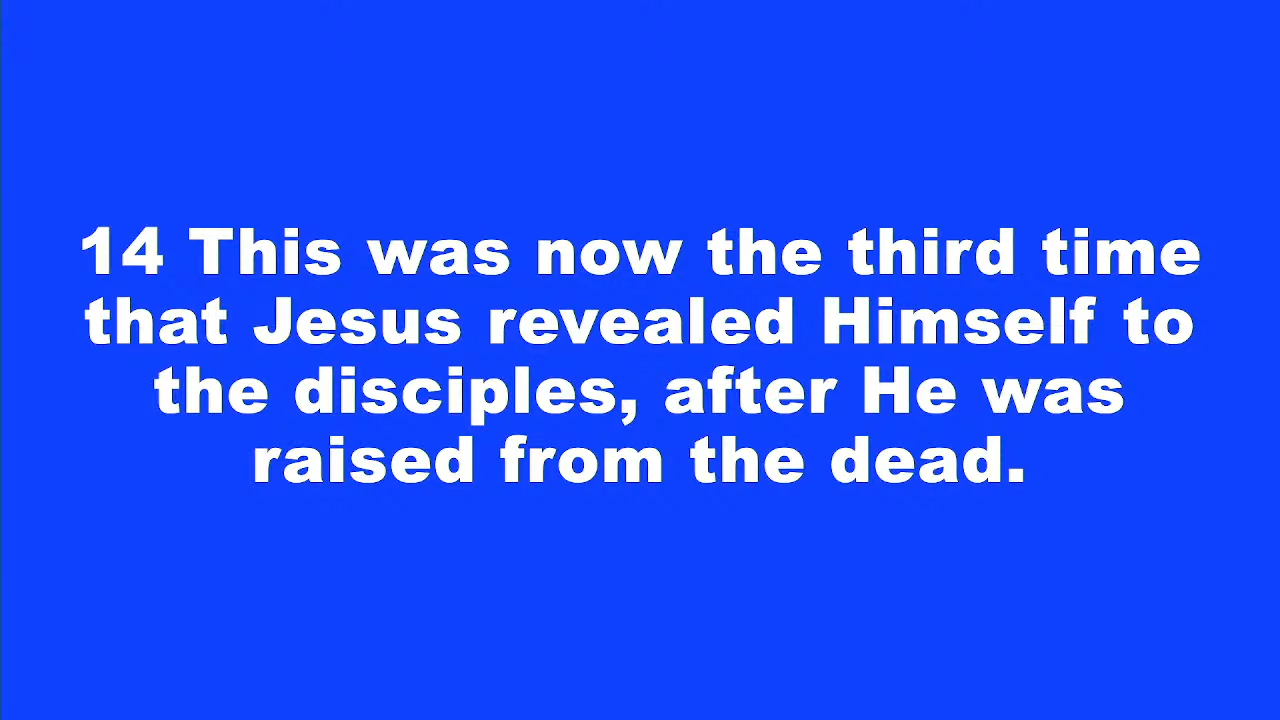 14 This was now the third time
that Jesus revealed Himself to
the disciples, after He was
raised from the dead.